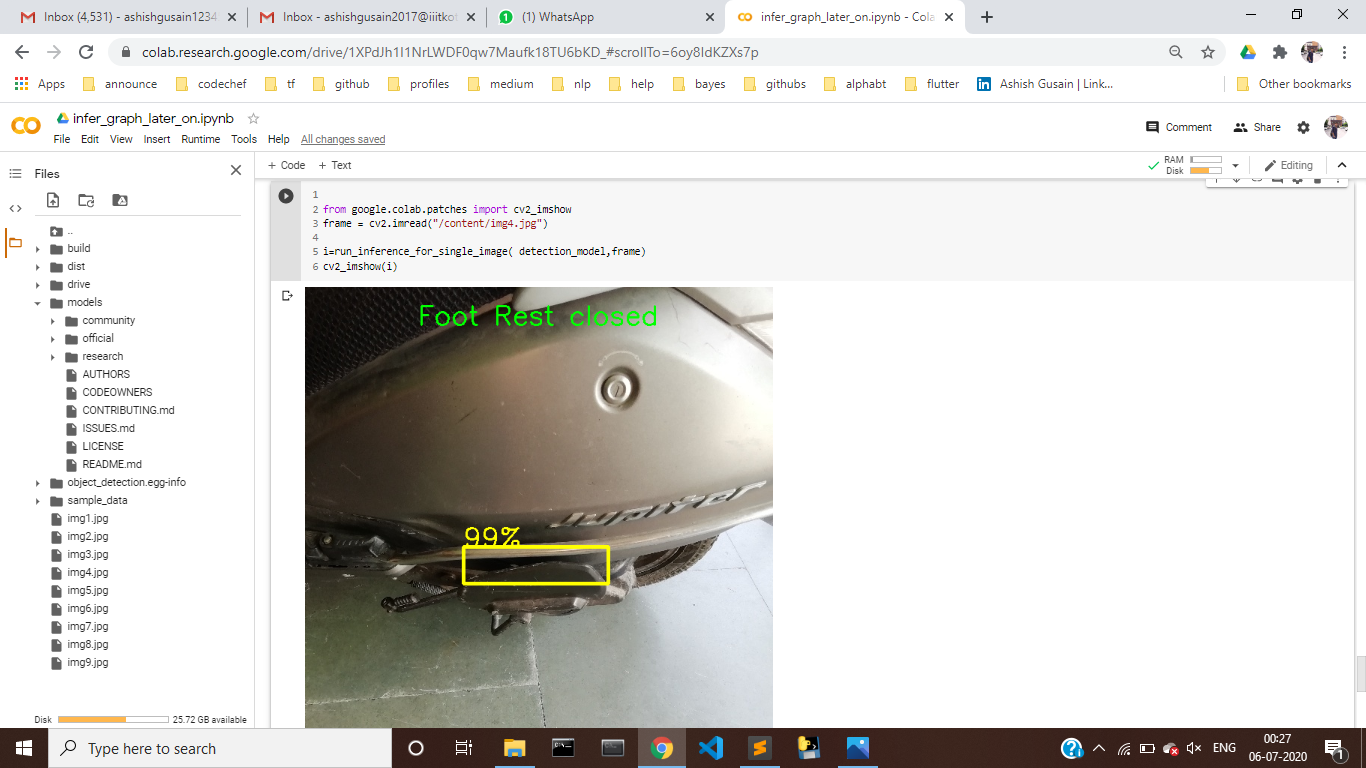 Inbox (4,531) - ashishgusain1234
Inbox - ashishgusain2017@iiitkot
(1) WhatsApp
infer_graph_later_on.ipynb - Cola
colab.research.google.com/drive/1XPdJh1I1NrLWDF0qw7Maufk18TU6bKD_#scrollTo=6oy8IdKZXs7p
Apps announce codechef tf github profiles medium nlp help bayes githubs alphabt flutter Ashish Gusain | Link... Other bookmarks
infer_graph_later_on.ipynb
File Edit View Insert Runtime Tools Help All changes saved
Comment Share
Files
+ Code + Text
RAM
Disk
Editing
..
build
dist
drive
models
community
official
research
AUTHORS
CODEOWNERS
CONTRIBUTING.md
ISSUES.md
LICENSE
README.md
object_detection.egg-info
sample_data
img1.jpg
img2.jpg
img3.jpg
img4.jpg
img5.jpg
img6.jpg
img7.jpg
img8.jpg
img9.jpg
Disk 25.72 GB available
1
2 from google.colab.patches import cv2_imshow
3 frame = cv2.imread("/content/img4.jpg")
4
5 i=run_inference_for_single_image( detection_model,frame)
6 cv2_imshow(i)
Foot Rest closed
JUPITER
99%
Type here to search
ENG
00:27
06-07-2020
1